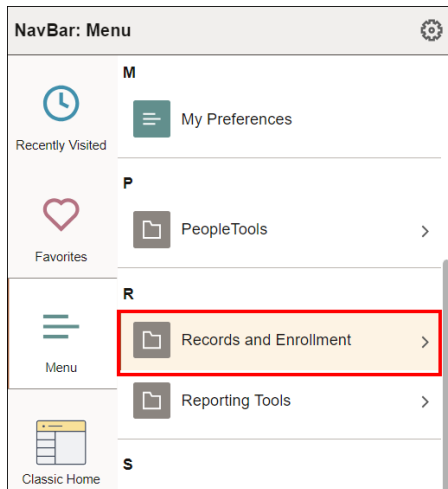 NavBar: Menu
Recently Visited
Favorites
Menu
Classic Home
M
My Preferences
P
PeopleTools
R
Records and Enrollment
Reporting Tools
S